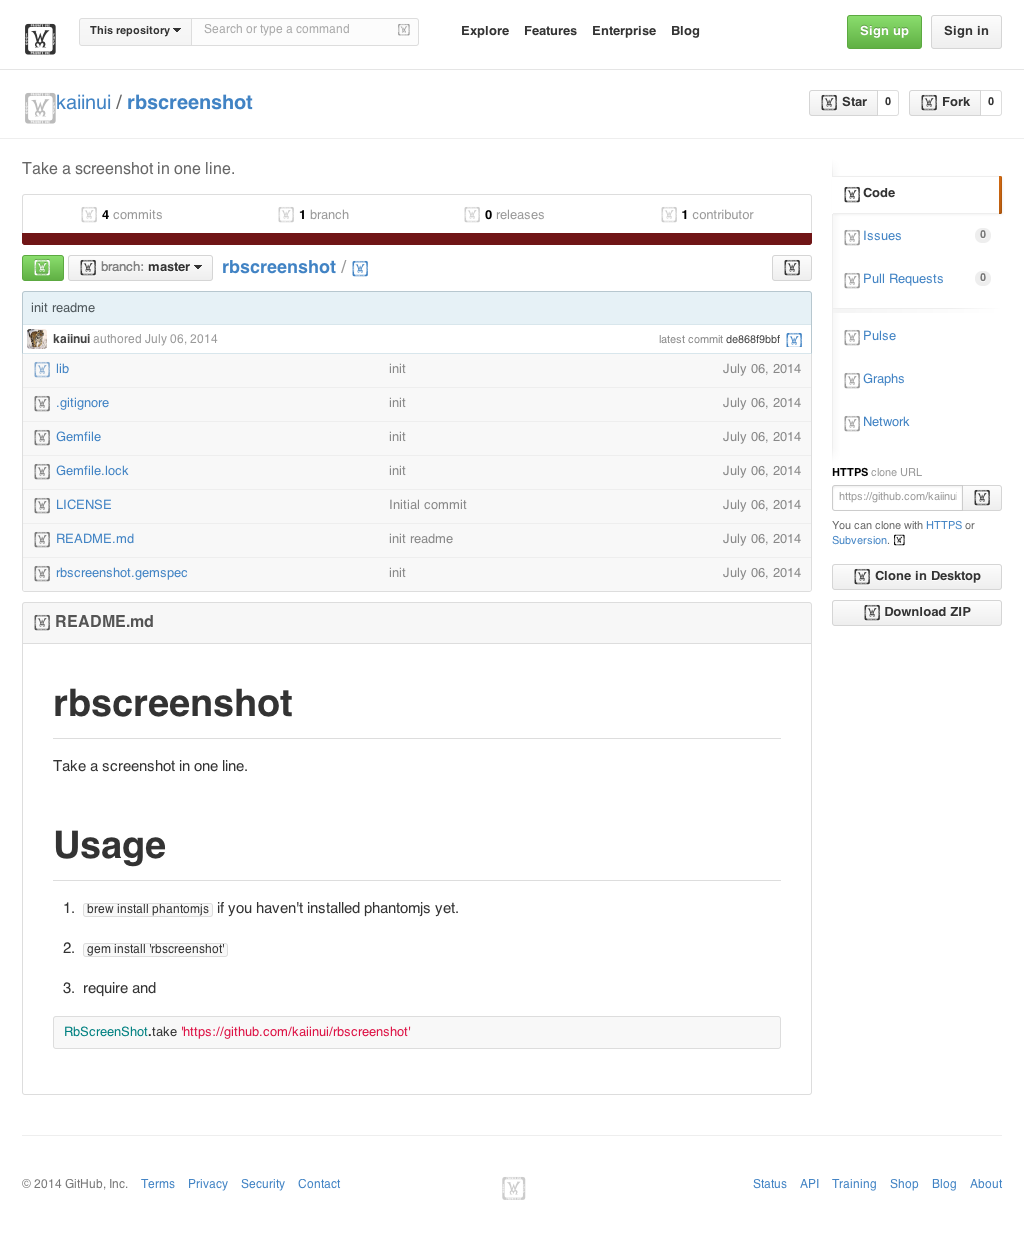 This repository Search or type a command Explore Features Enterprise Blog Sign up Sign in
kaiinui / rbscreenshot Star 0 Fork 0
Take a screenshot in one line.
4 commits 1 branch 0 releases 1 contributor
branch: master rbscreenshot /
init readme
kaiinui authored July 06, 2014 latest commit de868f9bbf
lib init July 06, 2014
.gitignore init July 06, 2014
Gemfile init July 06, 2014
Gemfile.lock init July 06, 2014
LICENSE Initial commit July 06, 2014
README.md init readme July 06, 2014
rbscreenshot.gemspec init July 06, 2014
Code
Issues 0
Pull Requests 0
Pulse
Graphs
Network
HTTPS clone URL
https://github.com/kaiinui
You can clone with HTTPS or
Subversion.
Clone in Desktop
Download ZIP
README.md
rbscreenshot
Take a screenshot in one line.
Usage
1. brew install phantomjs if you haven't installed phantomjs yet.
2. gem install 'rbscreenshot'
3. require and
RbScreenShot.take 'https://github.com/kaiinui/rbscreenshot'
© 2014 GitHub, Inc. Terms Privacy Security Contact Status API Training Shop Blog About